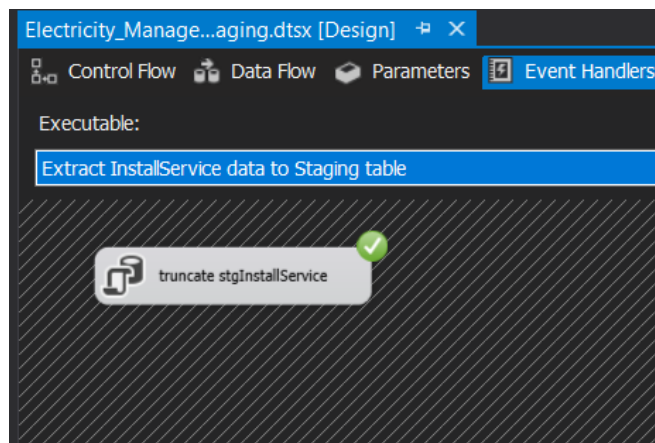 Electricity_Manage...aging.dtsx [Design]
Control Flow Data Flow Parameters Event Handlers
Executable:
Extract InstallService data to Staging table
truncate stgInstallService